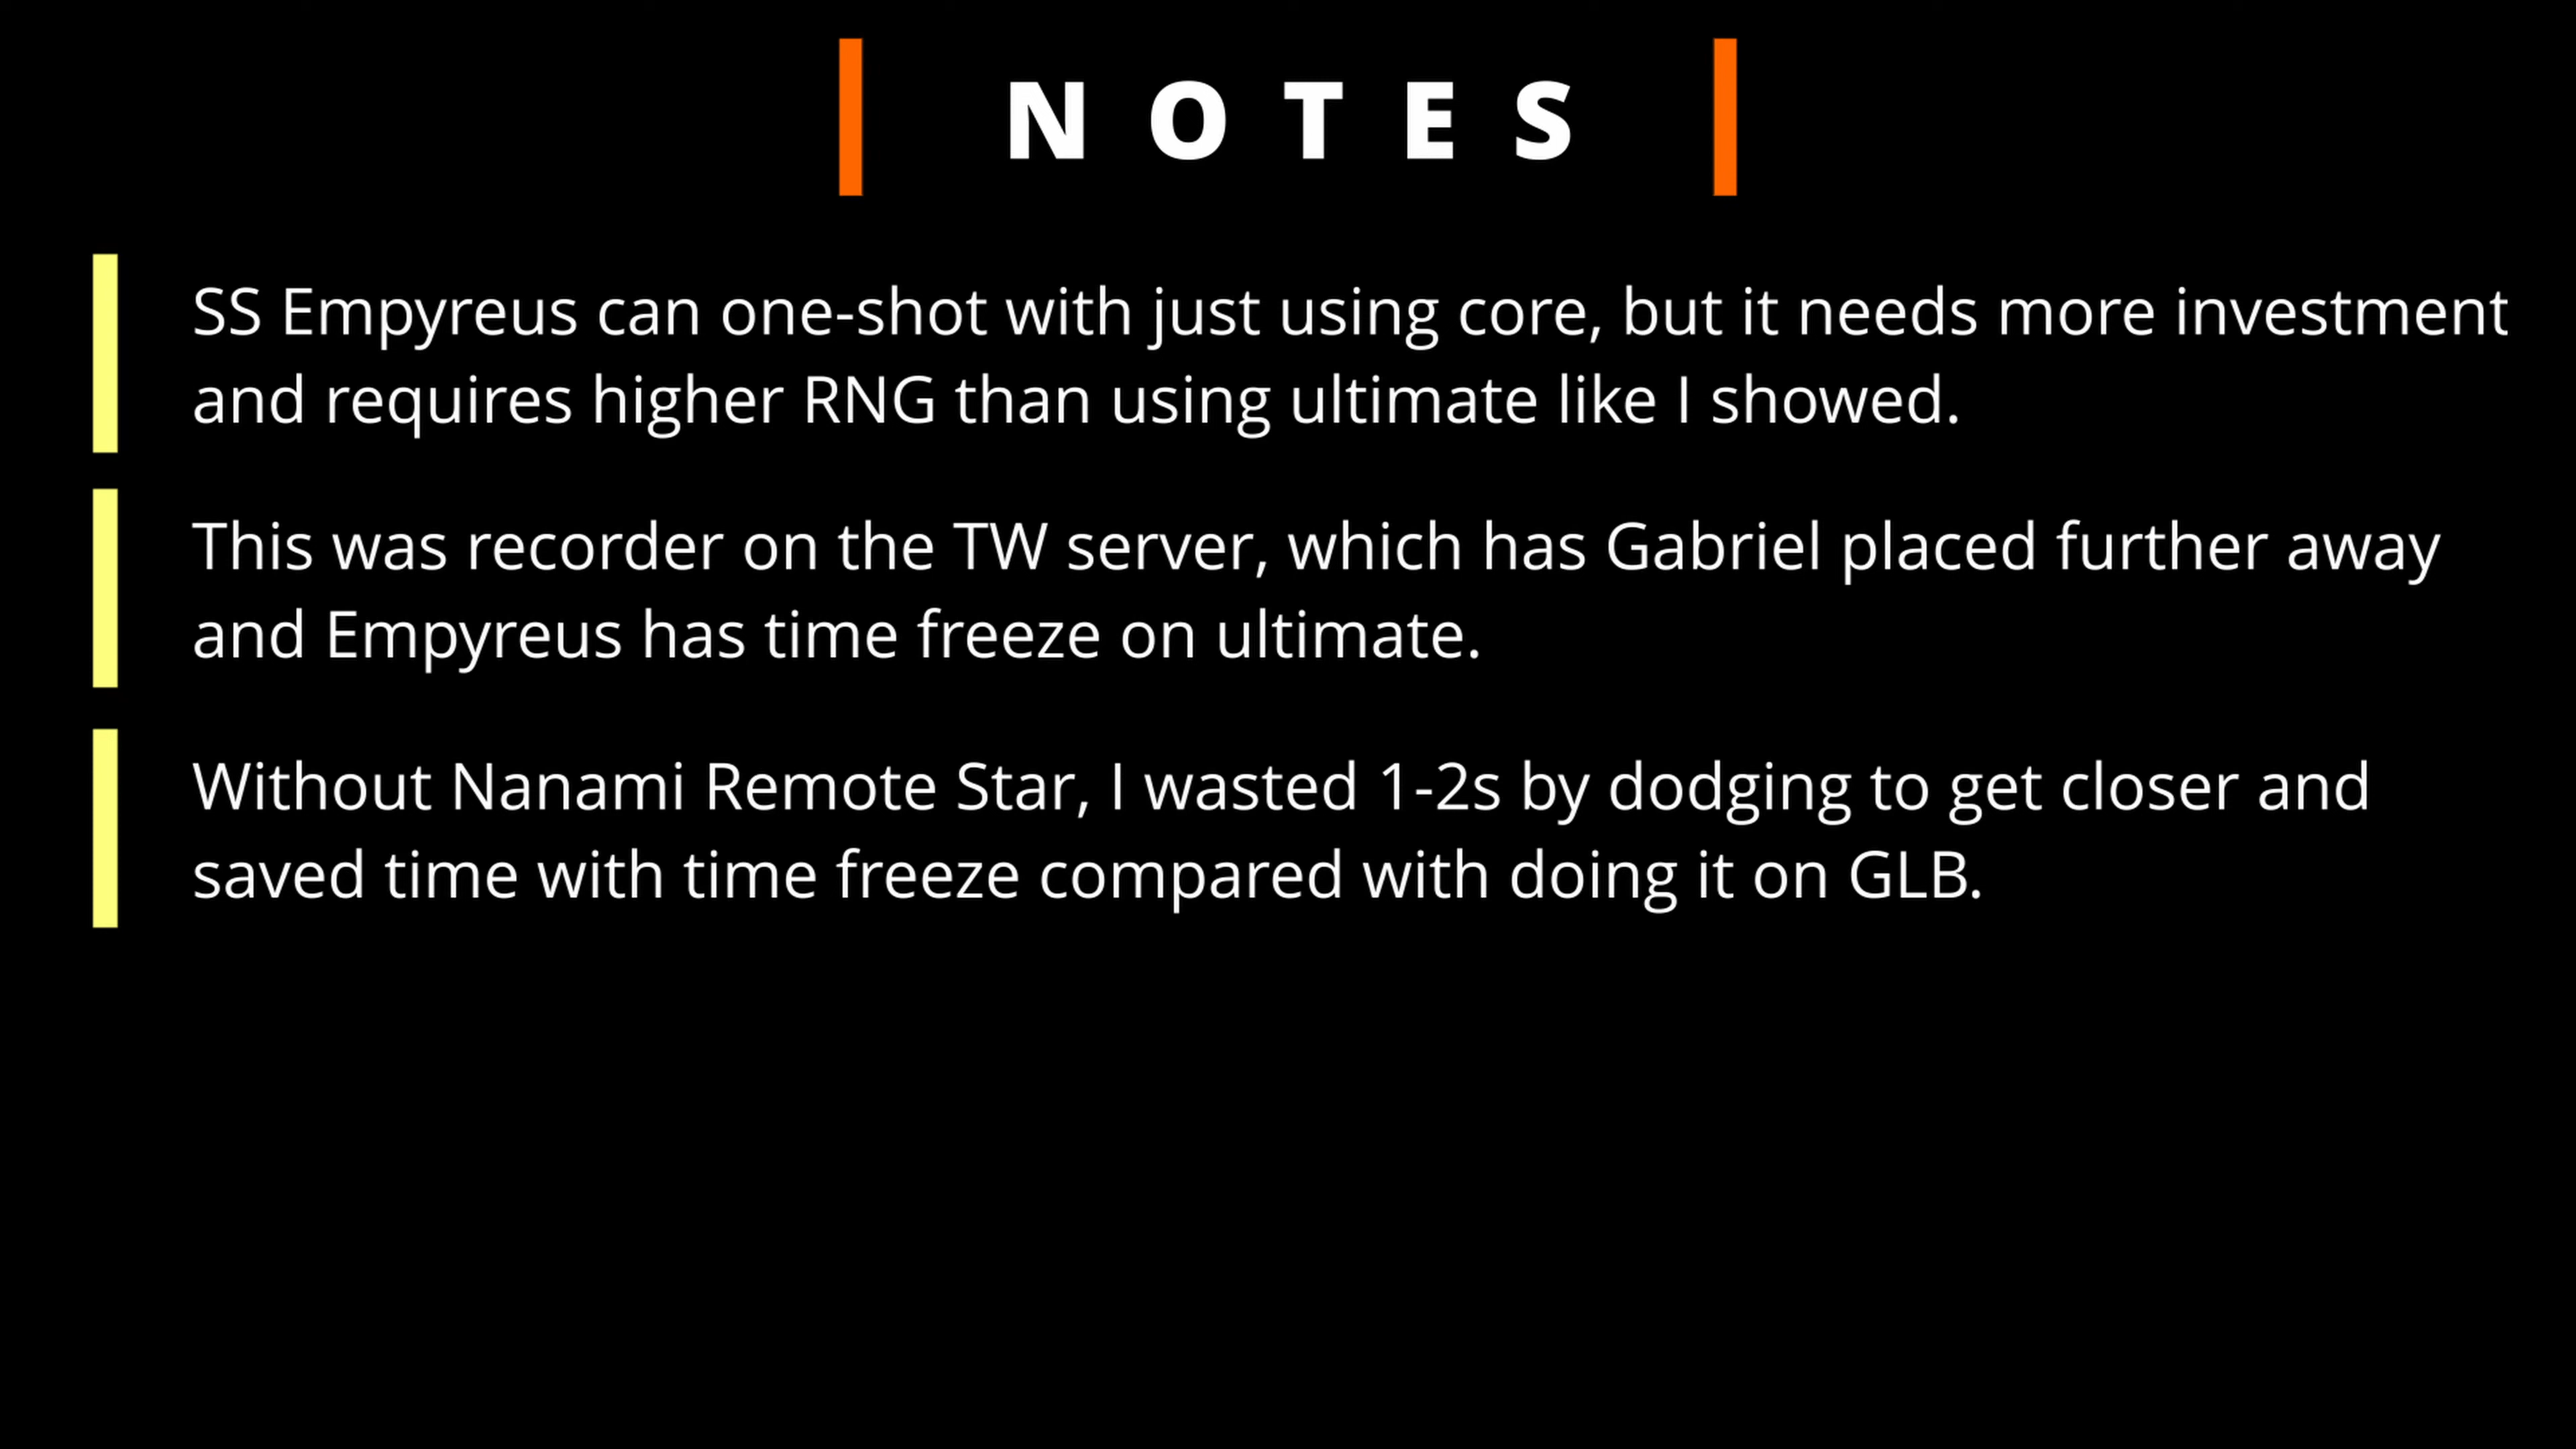 NOTES
SS Empyreus can one-shot with just using core, but it needs more investment
and requires higher RNG than using ultimate like I showed.
This was recorder on the TW server, which has Gabriel placed further away
and Empyreus has time freeze on ultimate.
Without Nanami Remote Star, I wasted 1-2s by dodging to get closer and
saved time with time freeze compared with doing it on GLB.